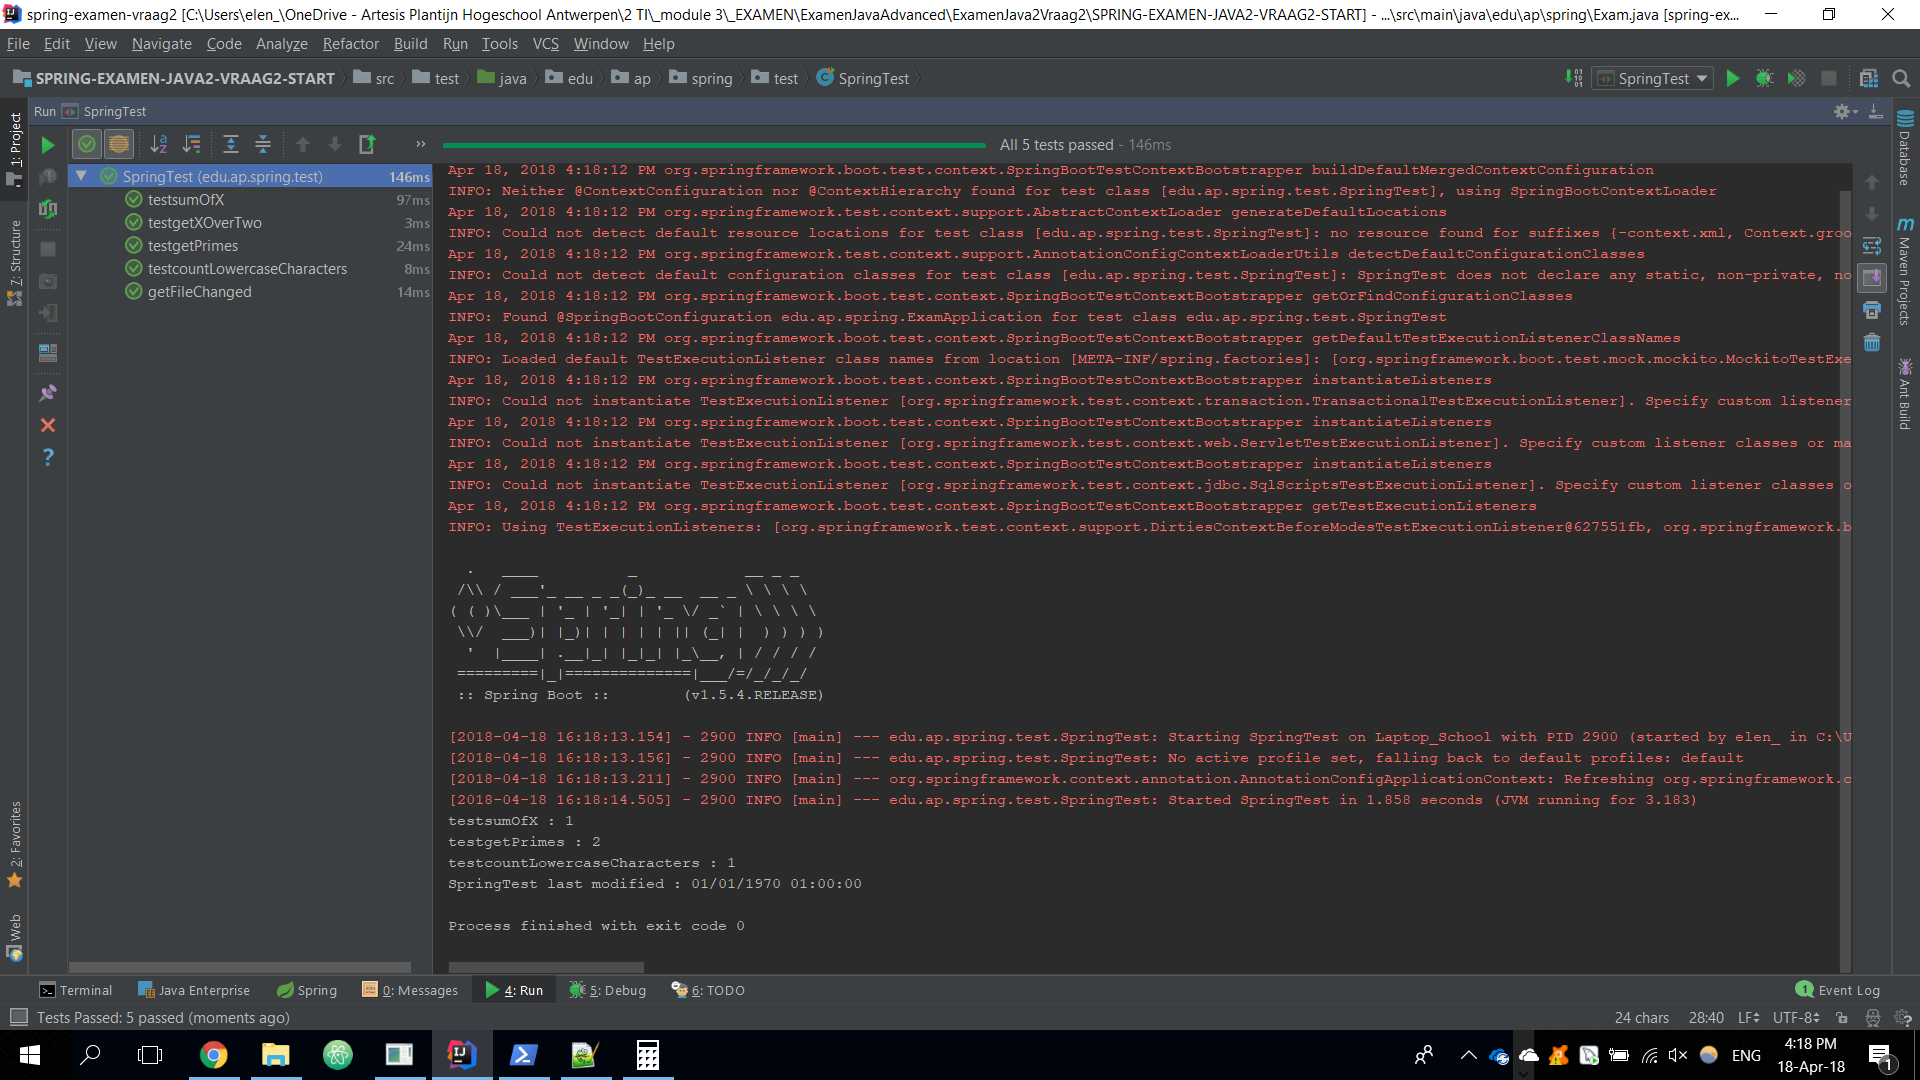 spring-examen-vraag2 [C:\Users\elen_\OneDrive - Artesis Plantijn Hogeschool Antwerpen\2 TI\_module 3\_EXAMEN\ExamenJavaAdvanced\ExamenJava2Vraag2\SPRING-EXAMEN-JAVA2-VRAAG2-START] - ...\src\main\java\edu\ap\spring\Exam.java [spring-ex...
File Edit View Navigate Code Analyze Refactor Build Run Tools VCS Window Help
SPRING-EXAMEN-JAVA2-VRAAG2-START src test java edu ap spring test SpringTest
SpringTest
Run SpringTest
1: Project
7: Structure
2: Favorites
Web
Database
Maven Projects
Ant Build
All 5 tests passed - 146ms
SpringTest (edu.ap.spring.test) 146ms
testsumOfX 97ms
testgetXOverTwo 3ms
testgetPrimes 24ms
testcountLowercaseCharacters 8ms
getFileChanged 14ms
Apr 18, 2018 4:18:12 PM org.springframework.boot.test.context.SpringBootTestContextBootstrapper buildDefaultMergedContextConfiguration
INFO: Neither @ContextConfiguration nor @ContextHierarchy found for test class [edu.ap.spring.test.SpringTest], using SpringBootContextLoader
Apr 18, 2018 4:18:12 PM org.springframework.test.context.support.AbstractContextLoader generateDefaultLocations
INFO: Could not detect default resource locations for test class [edu.ap.spring.test.SpringTest]: no resource found for suffixes {-context.xml, Context.groo
Apr 18, 2018 4:18:12 PM org.springframework.test.context.support.AnnotationConfigContextLoaderUtils detectDefaultConfigurationClasses
INFO: Could not detect default configuration classes for test class [edu.ap.spring.test.SpringTest]: SpringTest does not declare any static, non-private, no
Apr 18, 2018 4:18:12 PM org.springframework.boot.test.context.SpringBootTestContextBootstrapper getOrFindConfigurationClasses
INFO: Found @SpringBootConfiguration edu.ap.spring.ExamApplication for test class edu.ap.spring.test.SpringTest
Apr 18, 2018 4:18:12 PM org.springframework.boot.test.context.SpringBootTestContextBootstrapper getDefaultTestExecutionListenerClassNames
INFO: Loaded default TestExecutionListener class names from location [META-INF/spring.factories]: [org.springframework.boot.test.mock.mockito.MockitoTestExe
Apr 18, 2018 4:18:12 PM org.springframework.boot.test.context.SpringBootTestContextBootstrapper instantiateListeners
INFO: Could not instantiate TestExecutionListener [org.springframework.test.context.transaction.TransactionalTestExecutionListener]. Specify custom listener
Apr 18, 2018 4:18:12 PM org.springframework.boot.test.context.SpringBootTestContextBootstrapper instantiateListeners
INFO: Could not instantiate TestExecutionListener [org.springframework.test.context.web.ServletTestExecutionListener]. Specify custom listener classes or ma
Apr 18, 2018 4:18:12 PM org.springframework.boot.test.context.SpringBootTestContextBootstrapper instantiateListeners
INFO: Could not instantiate TestExecutionListener [org.springframework.test.context.jdbc.SqlScriptsTestExecutionListener]. Specify custom listener classes o
Apr 18, 2018 4:18:12 PM org.springframework.boot.test.context.SpringBootTestContextBootstrapper getTestExecutionListeners
INFO: Using TestExecutionListeners: [org.springframework.test.context.support.DirtiesContextBeforeModesTestExecutionListener@627551fb, org.springframework.b
:: Spring Boot :: (v1.5.4.RELEASE)
[2018-04-18 16:18:13.154] - 2900 INFO [main] --- edu.ap.spring.test.SpringTest: Starting SpringTest on Laptop_School with PID 2900 (started by elen_ in C:\U
[2018-04-18 16:18:13.156] - 2900 INFO [main] --- edu.ap.spring.test.SpringTest: No active profile set, falling back to default profiles: default
[2018-04-18 16:18:13.211] - 2900 INFO [main] --- org.springframework.context.annotation.AnnotationConfigApplicationContext: Refreshing org.springframework.c
[2018-04-18 16:18:14.505] - 2900 INFO [main] --- edu.ap.spring.test.SpringTest: Started SpringTest in 1.858 seconds (JVM running for 3.183)
testsumOfX : 1
testgetPrimes : 2
testcountLowercaseCharacters : 1
SpringTest last modified : 01/01/1970 01:00:00
Process finished with exit code 0
Terminal Java Enterprise Spring 0: Messages 4: Run 5: Debug 6: TODO 1 Event Log
Tests Passed: 5 passed (moments ago) 24 chars 28:40 LF UTF-8
ENG 4:18 PM
18-Apr-18 1